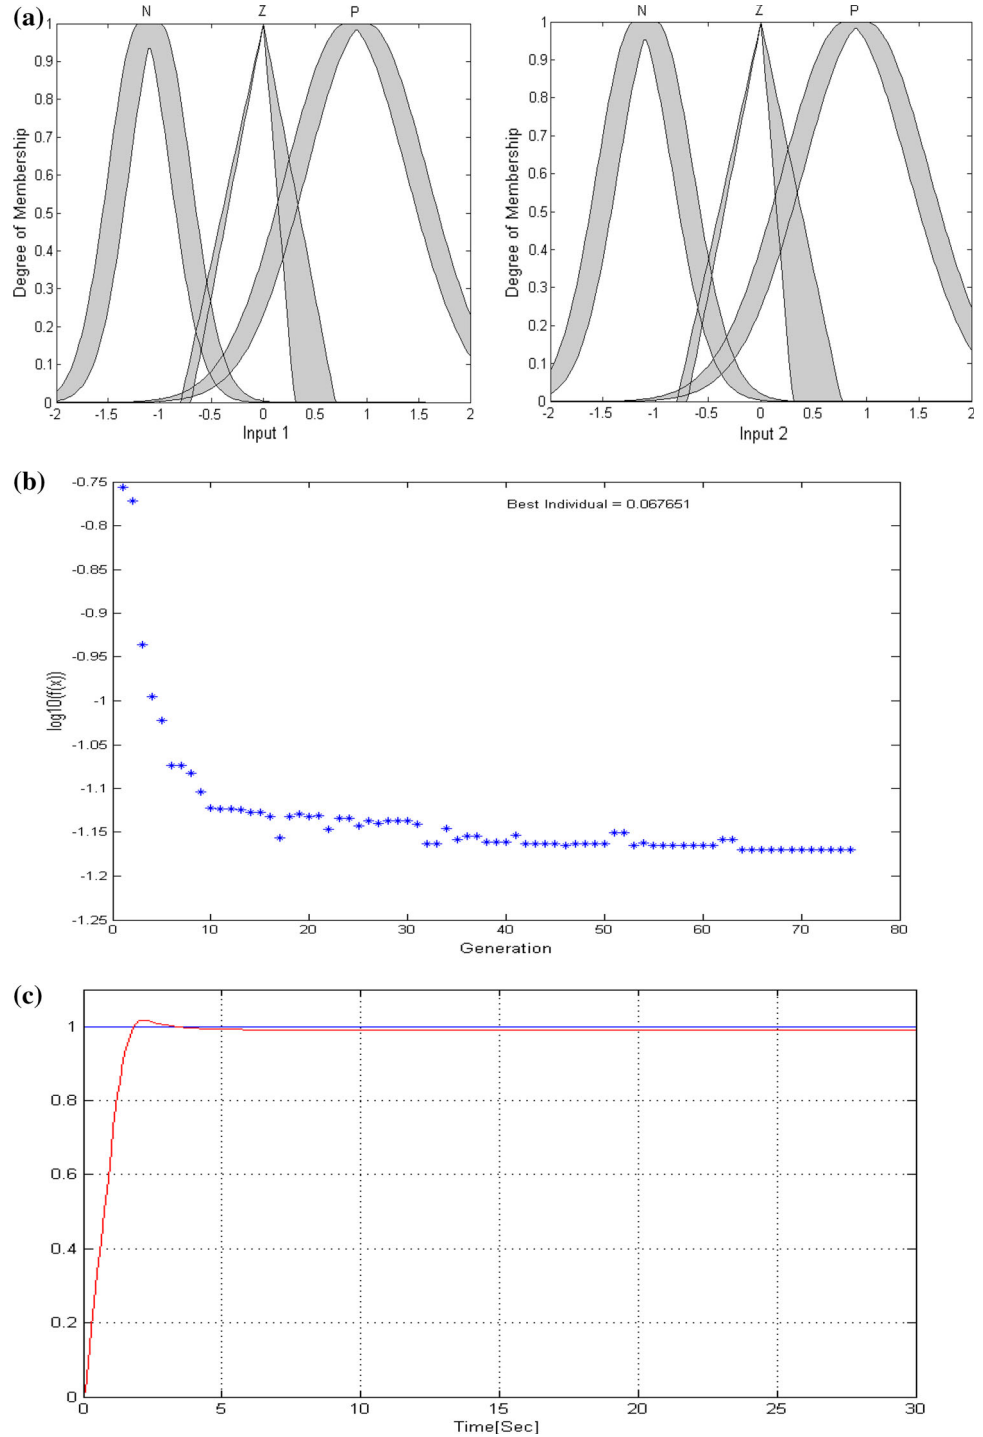 (a)
N Z P
1
0.9
0.8
0.7
0.6
0.5
0.4
0.3
0.2
0.1
0
Degree of Membership
-2 -1.5 -1 -0.5 0 0.5 1 1.5 2
Input 1
N Z P
1
0.9
0.8
0.7
0.6
0.5
0.4
0.3
0.2
0.1
0
Degree of Membership
-2 -1.5 -1 -0.5 0 0.5 1 1.5 2
Input 2
(b)
-0.75
-0.8
-0.85
-0.9
-0.95
-1
-1.05
-1.1
-1.15
-1.2
-1.25
log10(f(x))
Best Individual = 0.067651
0 10 20 30 40 50 60 70 80
Generation
(c)
1
0.8
0.6
0.4
0.2
0
0 5 10 15 20 25 30
Time[Sec]